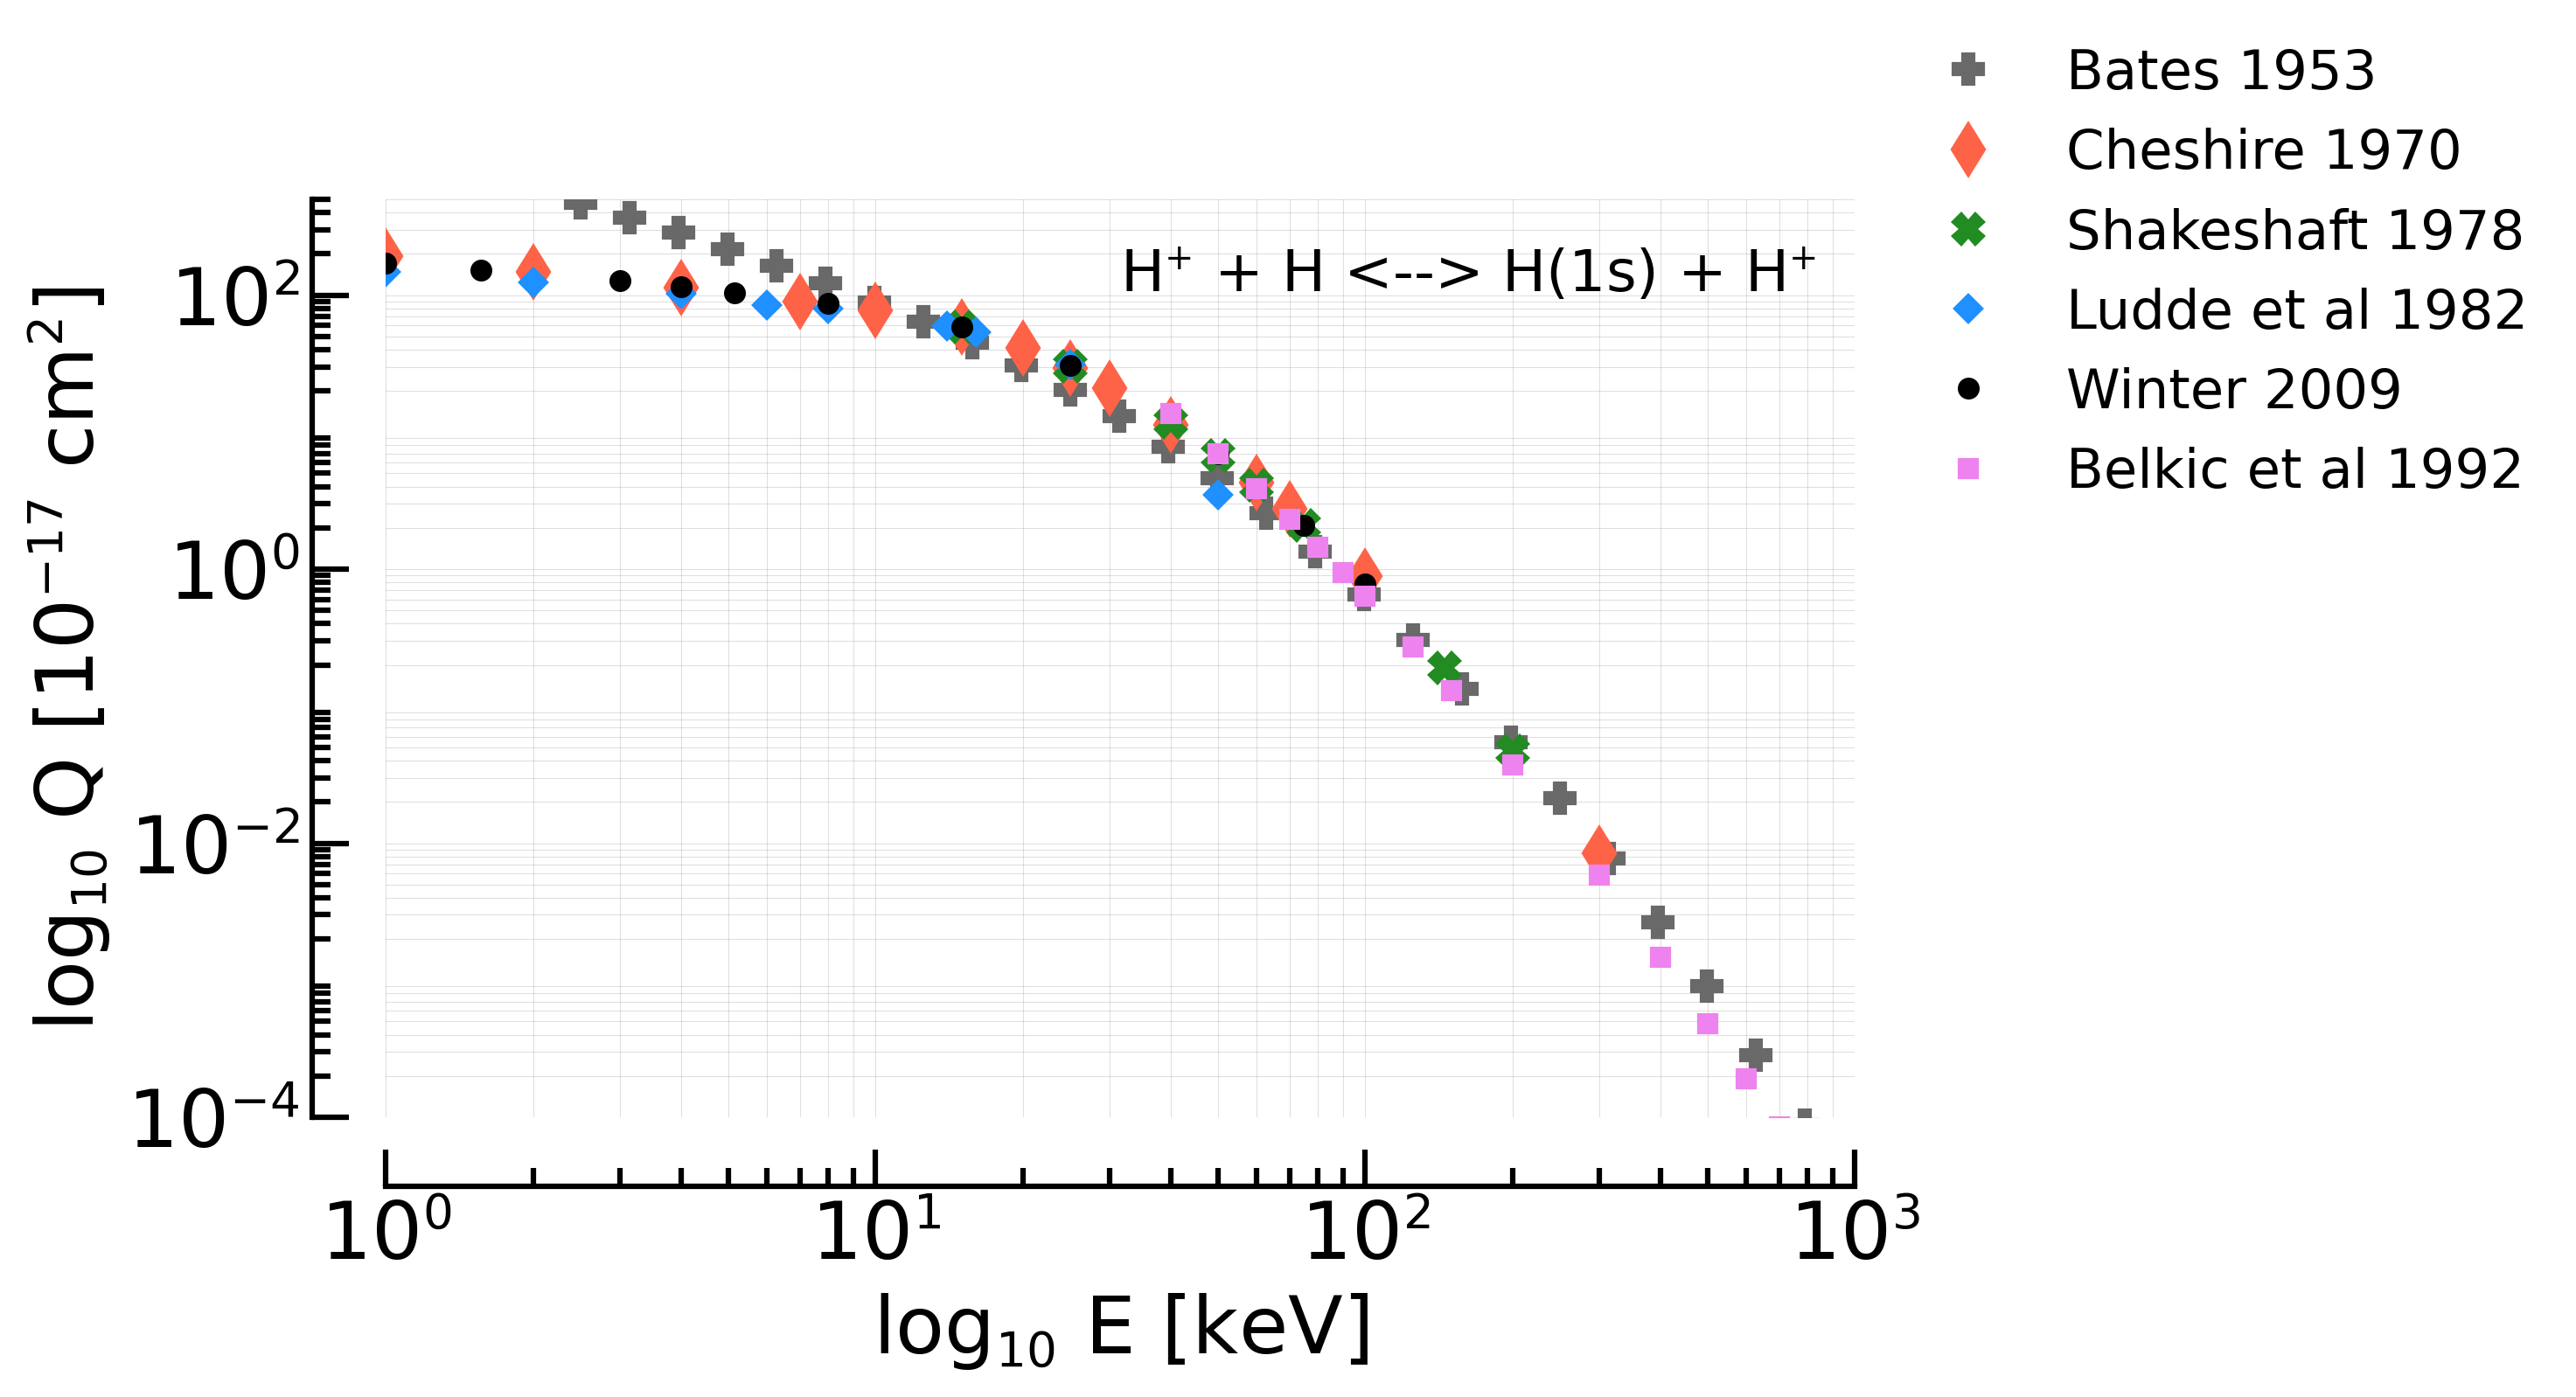 Bates 1953
Cheshire 1970
Shakeshaft 1978
Ludde et al 1982
Winter 2009
Belkic et al 1992
H⁺ + H <--> H(1s) + H⁺
log₁₀ Q [10⁻¹⁷ cm²]
10²
10⁰
10⁻²
10⁻⁴
10⁰ 10¹ 10² 10³
log₁₀ E [keV]